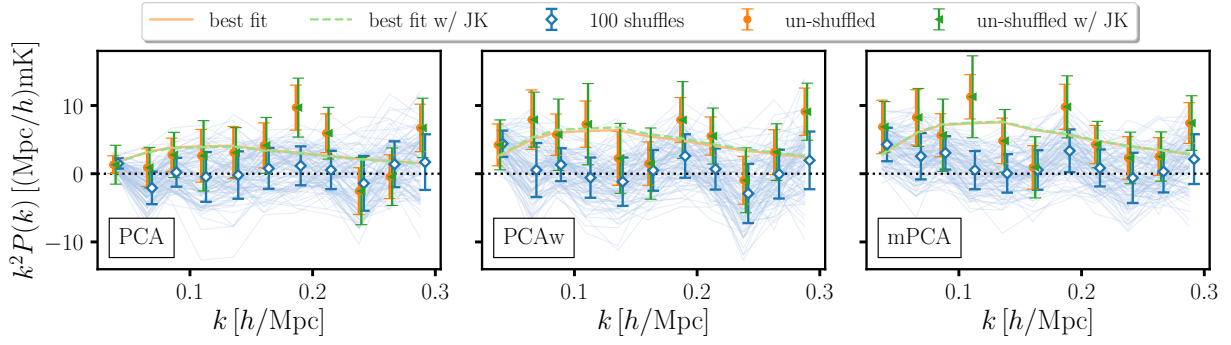 best fit best fit w/ JK 100 shuffles un-shuffled un-shuffled w/ JK
k²P(k) [(Mpc/h)mK]
10
0
−10
PCA PCAw mPCA
0.1 0.2 0.3 0.1 0.2 0.3 0.1 0.2 0.3
k [h/Mpc] k [h/Mpc] k [h/Mpc]